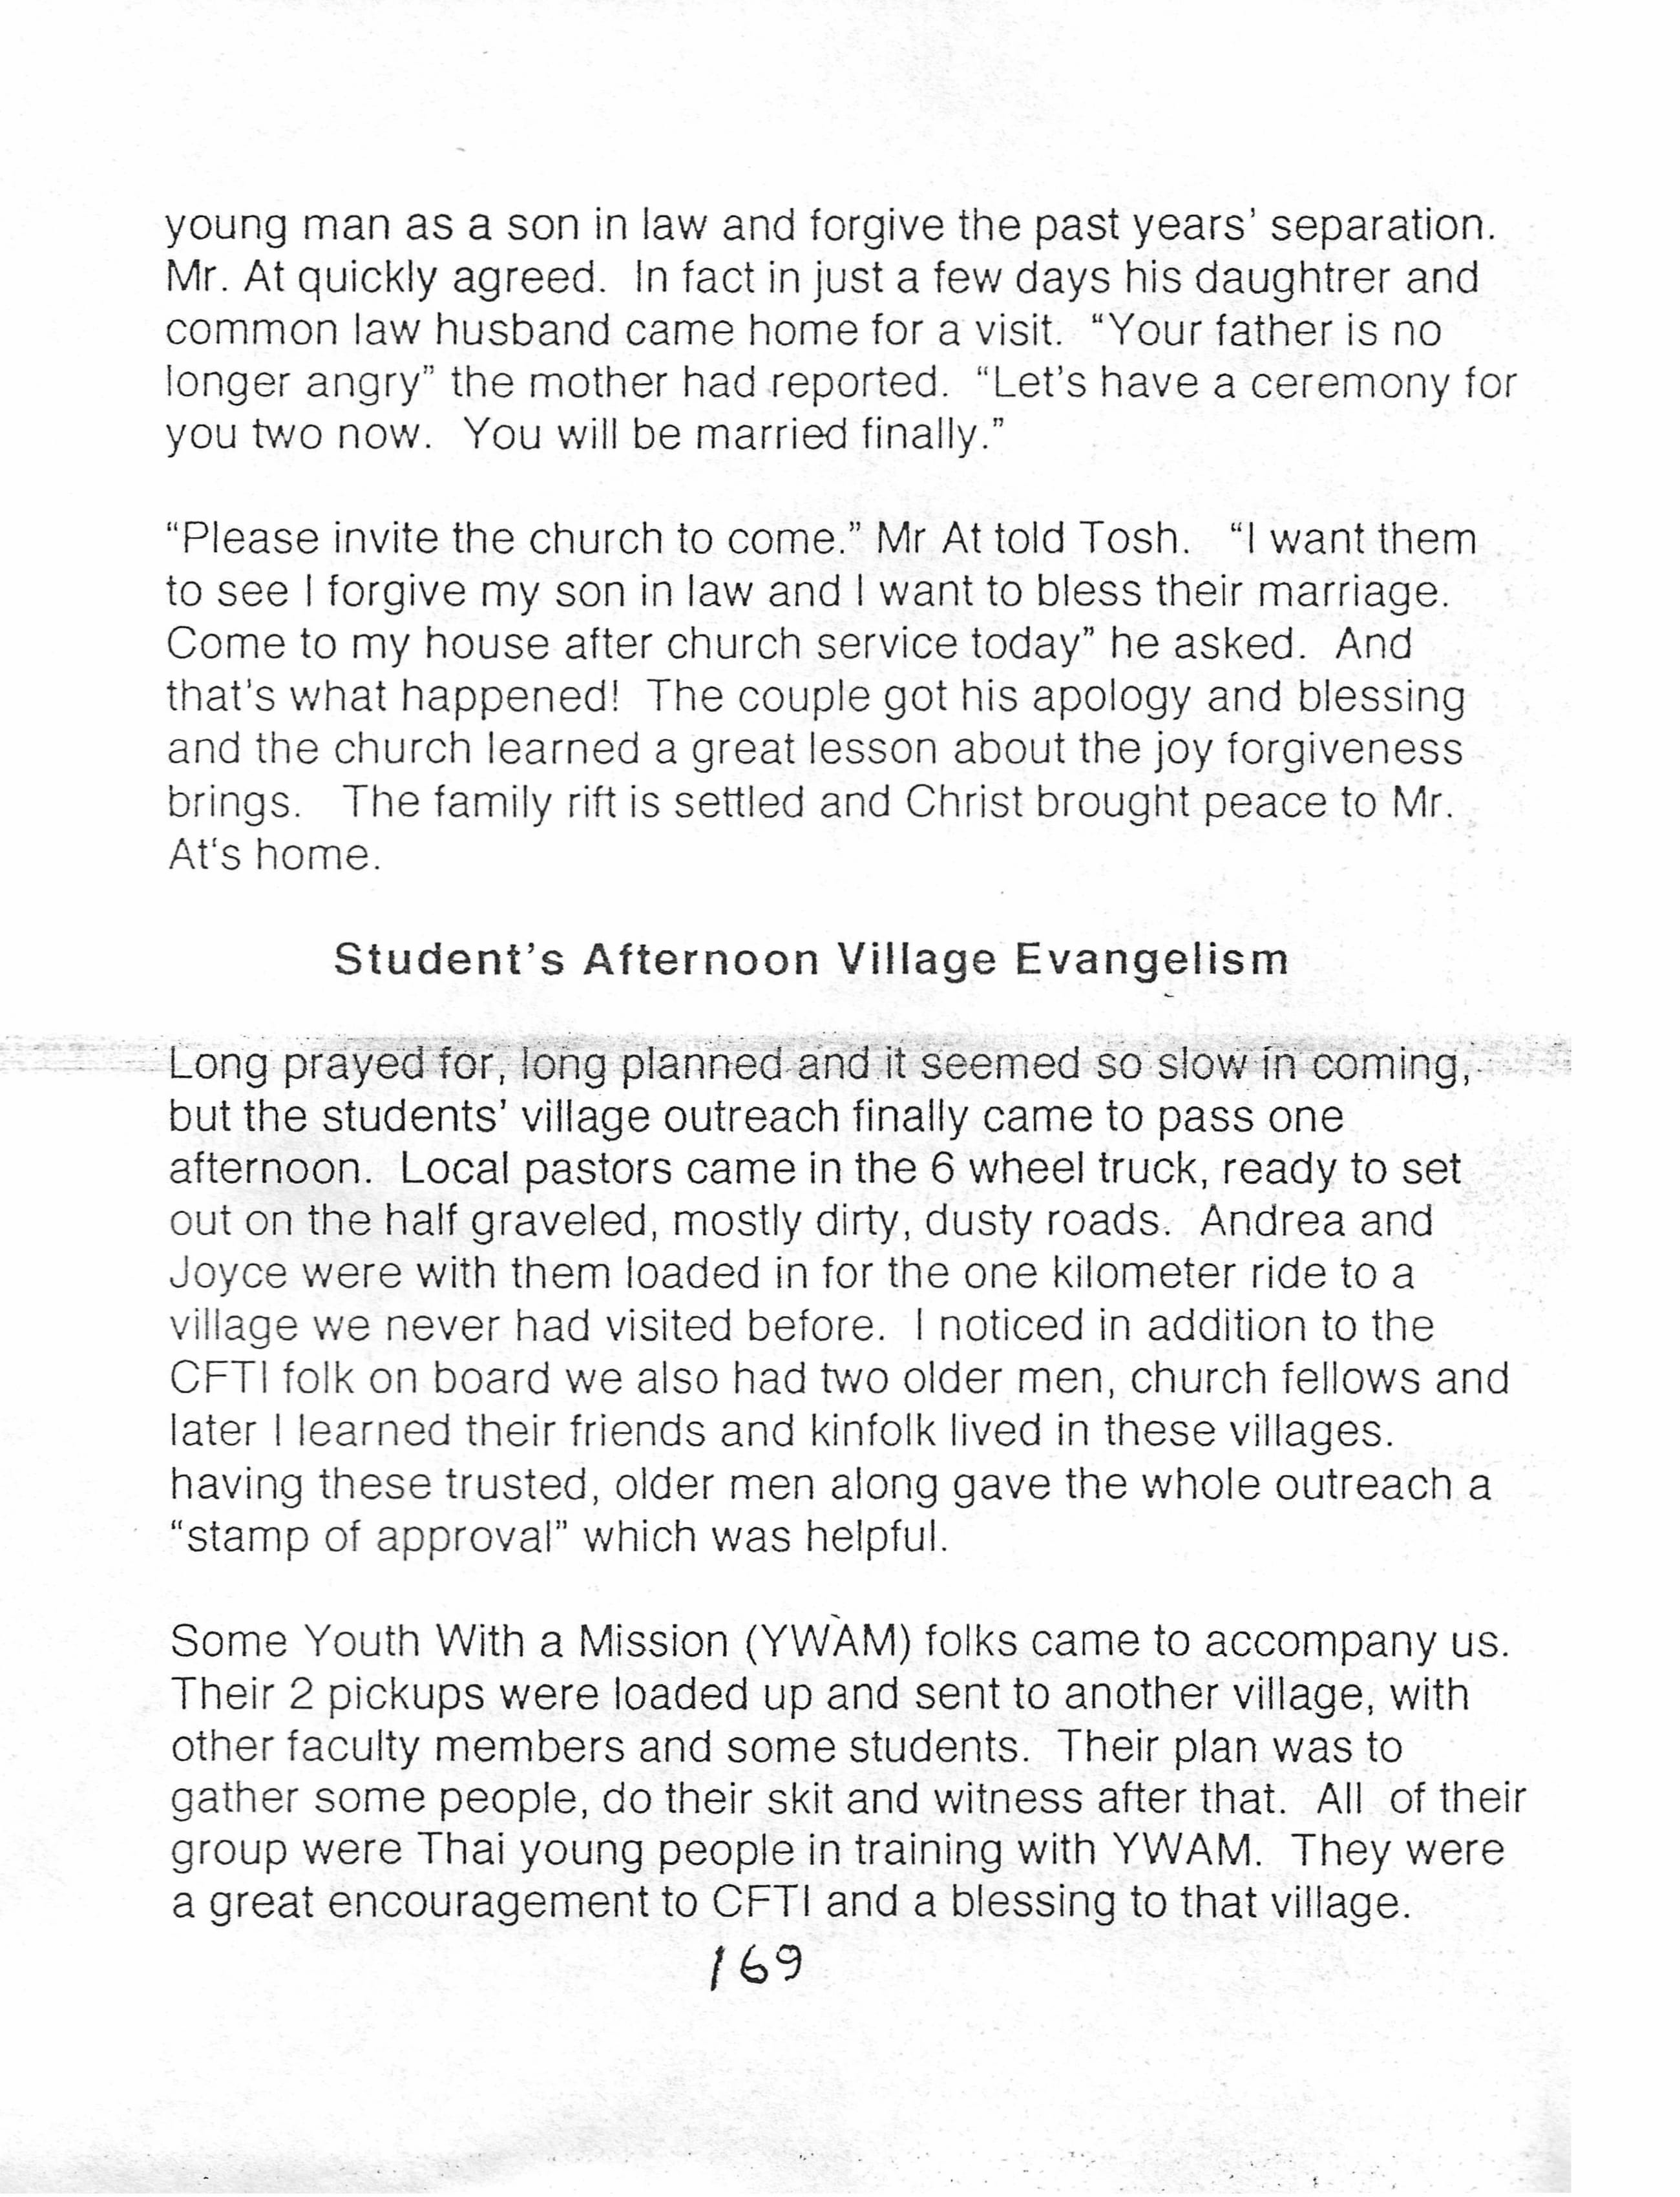 young man as a son in law and forgive the past years' separation.
Mr. At quickly agreed.  In fact in just a few days his daughtrer and
common law husband came home for a visit.  “Your father is no
longer angry” the mother had reported.  “Let's have a ceremony for
you two now.  You will be married finally.”
“Please invite the church to come.” Mr At told Tosh.   “I want them
to see I forgive my son in law and I want to bless their marriage.
Come to my house after church service today” he asked.  And
that's what happened!  The couple got his apology and blessing
and the church learned a great lesson about the joy forgiveness
brings.   The family rift is settled and Christ brought peace to Mr.
At's home.
Student's Afternoon Village Evangelism
Long prayed for, long planned and it seemed so slow in coming,
but the students' village outreach finally came to pass one
afternoon.  Local pastors came in the 6 wheel truck, ready to set
out on the half graveled, mostly dirty, dusty roads.  Andrea and
Joyce were with them loaded in for the one kilometer ride to a
village we never had visited before.  I noticed in addition to the
CFTI folk on board we also had two older men, church fellows and
later I learned their friends and kinfolk lived in these villages.
having these trusted, older men along gave the whole outreach a
“stamp of approval” which was helpful.
Some Youth With a Mission (YWAM) folks came to accompany us.
Their 2 pickups were loaded up and sent to another village, with
other faculty members and some students.  Their plan was to
gather some people, do their skit and witness after that.  All  of their
group were Thai young people in training with YWAM.  They were
a great encouragement to CFTI and a blessing to that village.
169